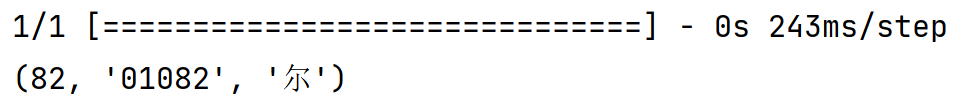 1/1 [==============================] - 0s 243ms/step
(82, '01082', '尔')